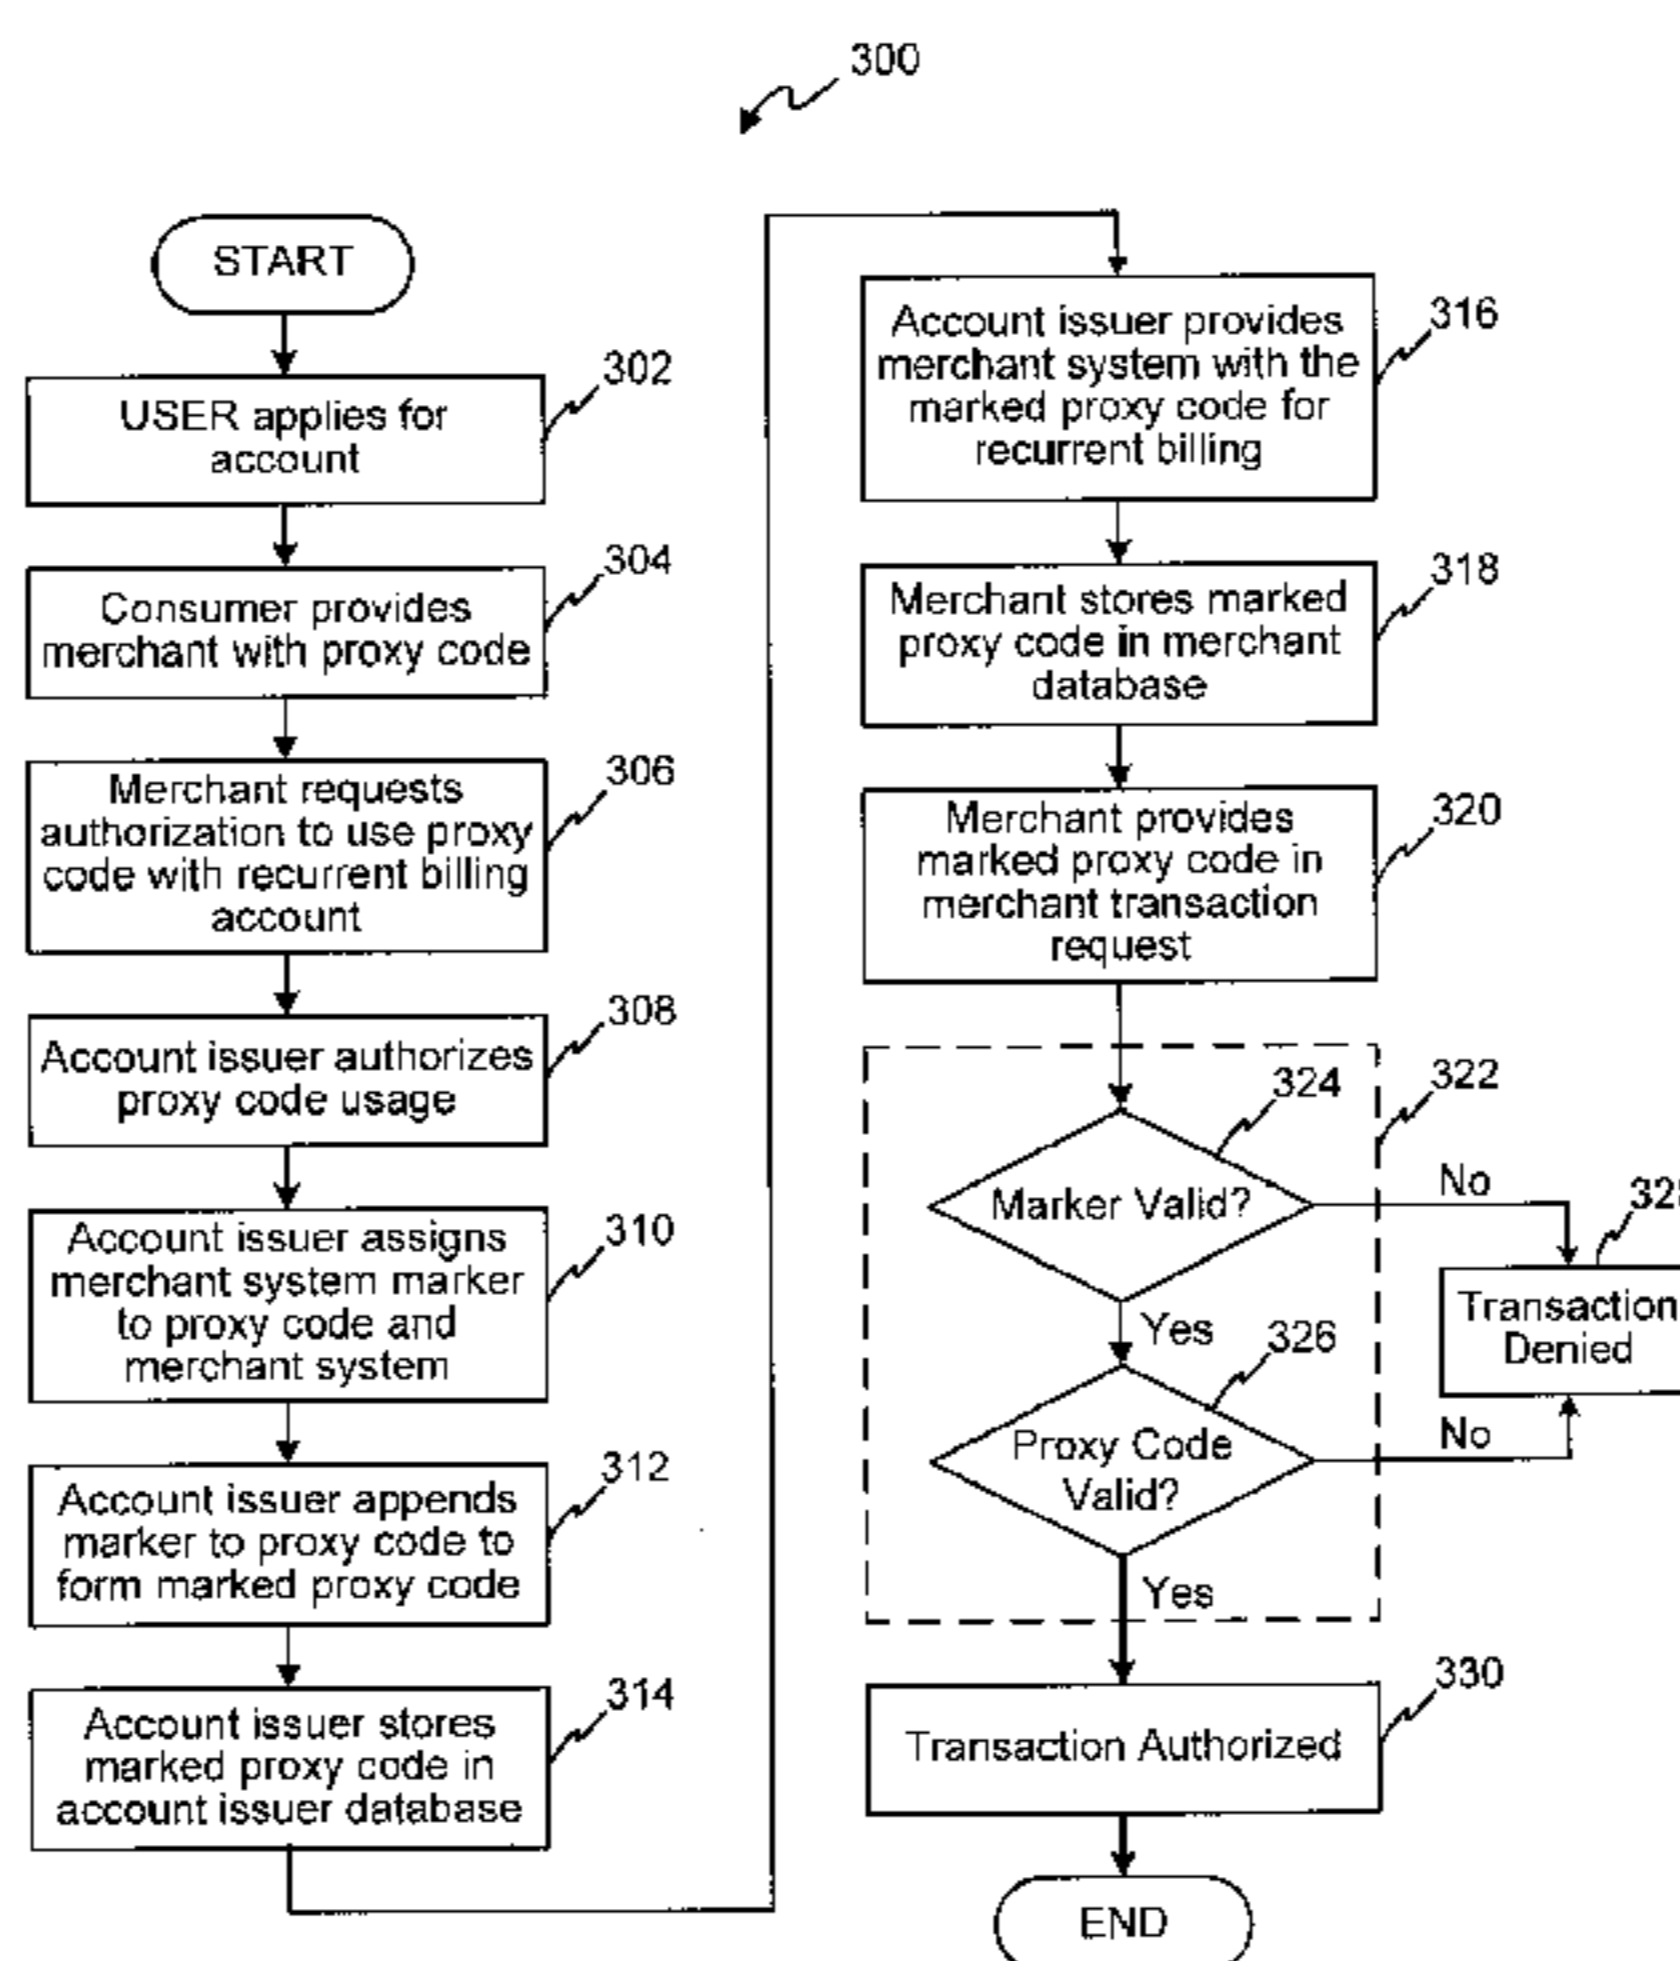 300
START
302
USER applies for
account
304
Consumer provides
merchant with proxy code
306
Merchant requests
authorization to use proxy
code with recurrent billing
account
308
Account issuer authorizes
proxy code usage
310
Account issuer assigns
merchant system marker
to proxy code and
merchant system
312
Account issuer appends
marker to proxy code to
form marked proxy code
314
Account issuer stores
marked proxy code in
account issuer database
316
Account issuer provides
merchant system with the
marked proxy code for
recurrent billing
318
Merchant stores marked
proxy code in merchant
database
320
Merchant provides
marked proxy code in
merchant transaction
request
322
324
Marker Valid?
No
Yes
Transaction
Denied
326
Proxy Code
Valid?
No
Yes
330
Transaction Authorized
END